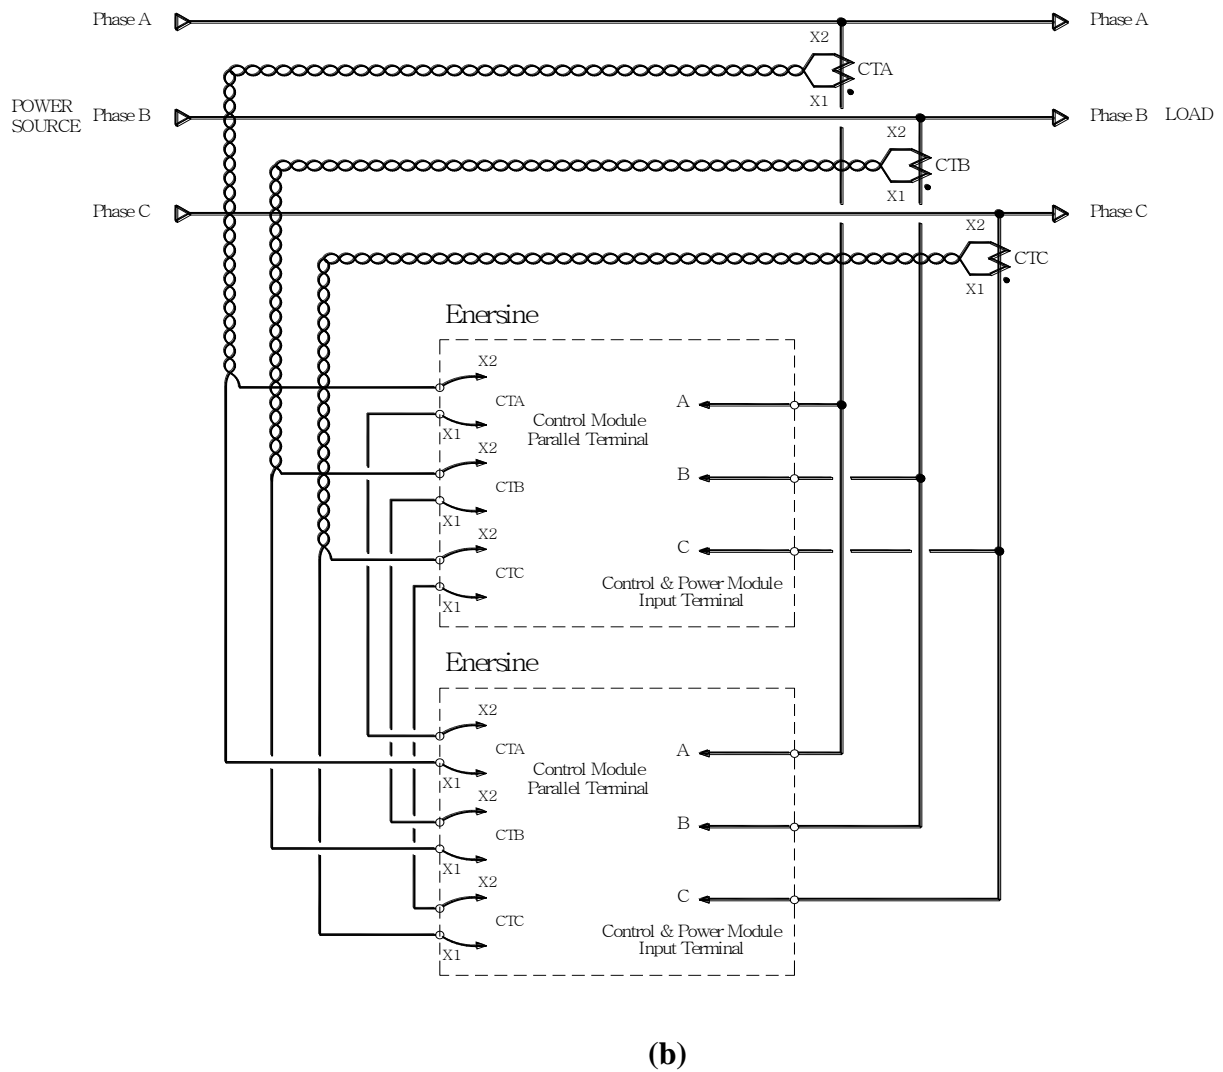 Phase A
Phase A
X2
CTA
X1
POWER
SOURCE
Phase B
Phase B
LOAD
X2
CTB
X1
Phase C
Phase C
X2
CTC
X1
Enersine
X2
CTA
X1
Control Module
Parallel Terminal
A
X2
CTB
X1
B
X2
CTC
X1
C
Control & Power Module
Input Terminal
Enersine
X2
CTA
X1
Control Module
Parallel Terminal
A
X2
CTB
X1
B
X2
CTC
X1
C
Control & Power Module
Input Terminal
(b)